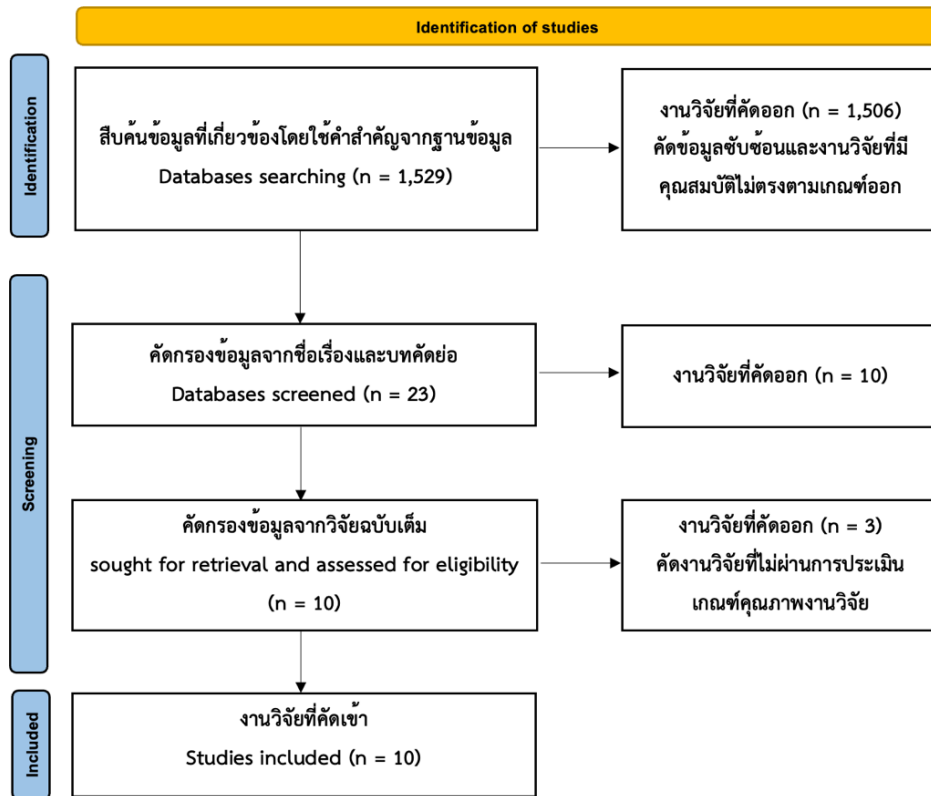 Identification of studies
Identification
สืบค้นข้อมูลที่เกี่ยวข้องโดยใช้คำสำคัญจากฐานข้อมูล
Databases searching (n = 1,529)
งานวิจัยที่คัดออก (n = 1,506)
คัดข้อมูลซับซ้อนและงานวิจัยที่มี
คุณสมบัติไม่ตรงตามเกณฑ์ออก
Screening
คัดกรองข้อมูลจากชื่อเรื่องและบทคัดย่อ
Databases screened (n = 23)
งานวิจัยที่คัดออก (n = 10)
คัดกรองข้อมูลจากวิจัยฉบับเต็ม
sought for retrieval and assessed for eligibility
(n = 10)
งานวิจัยที่คัดออก (n = 3)
คัดงานวิจัยที่ไม่ผ่านการประเมิน
เกณฑ์คุณภาพงานวิจัย
Included
งานวิจัยที่คัดเข้า
Studies included (n = 10)